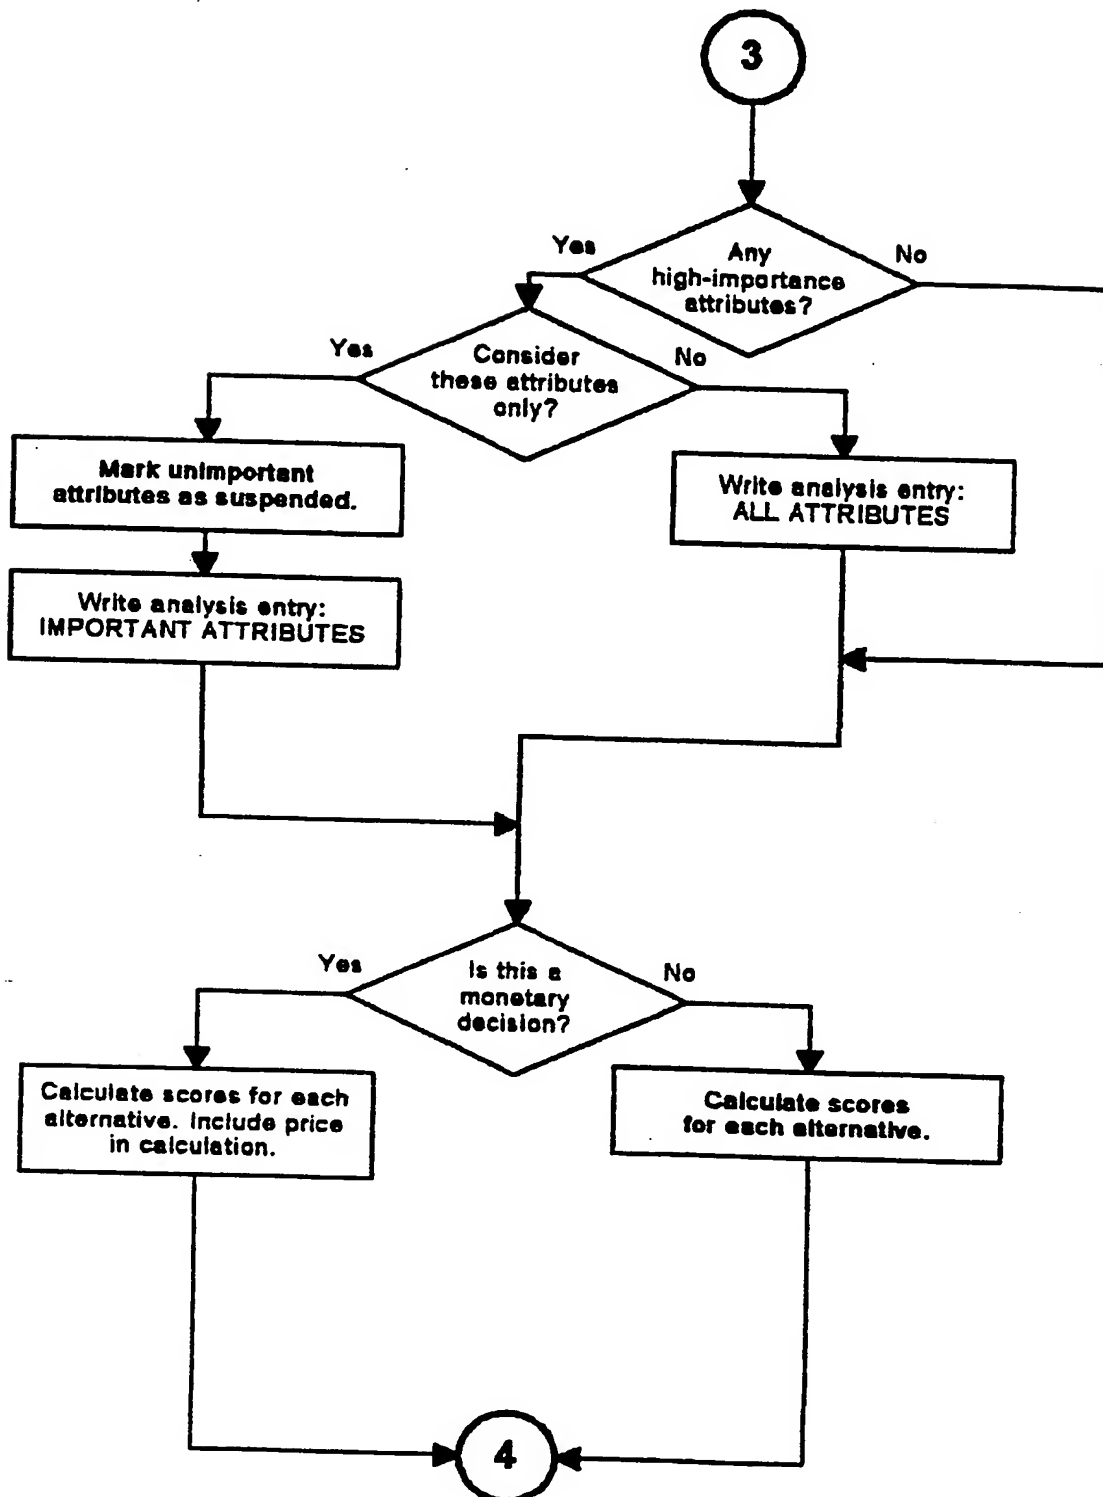 3
Any
high-importance
attributes?
Yes
No
Consider
these attributes
only?
Yes
No
Mark unimportant
attributes as suspended.
Write analysis entry:
ALL ATTRIBUTES
Write analysis entry:
IMPORTANT ATTRIBUTES
Is this a
monetary
decision?
Yes
No
Calculate scores for each
alternative. Include price
in calculation.
Calculate scores
for each alternative.
4